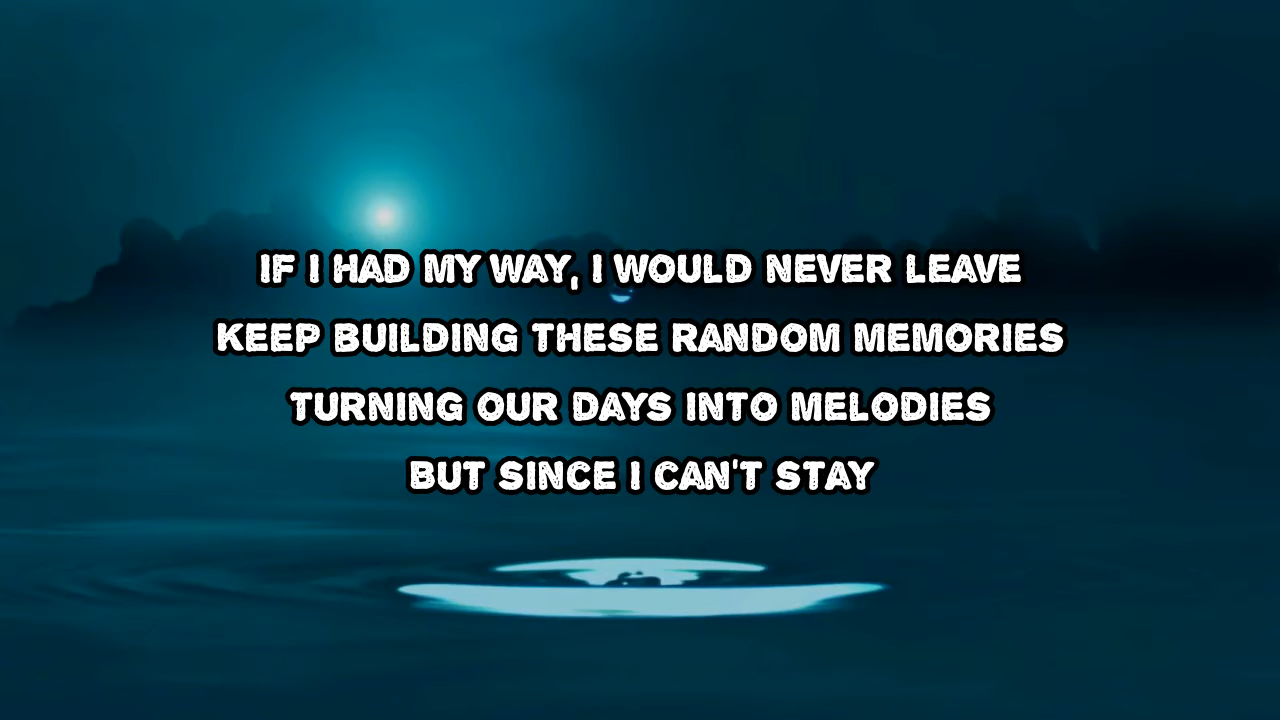 IF I HAD MY WAY, I WOULD NEVER LEAVE
KEEP BUILDING THESE RANDOM MEMORIES
TURNING OUR DAYS INTO MELODIES
BUT SINCE I CAN'T STAY